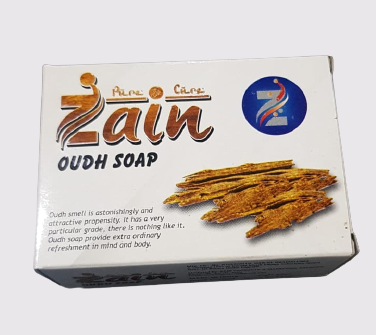 Pure Care
Zain
OUDH SOAP
Oudh smell is astonishingly and
attractive propensity. It has a very
particular grade, there is nothing like it.
Oudh soap provide extra ordinary
refreshment in mind and body.
Z